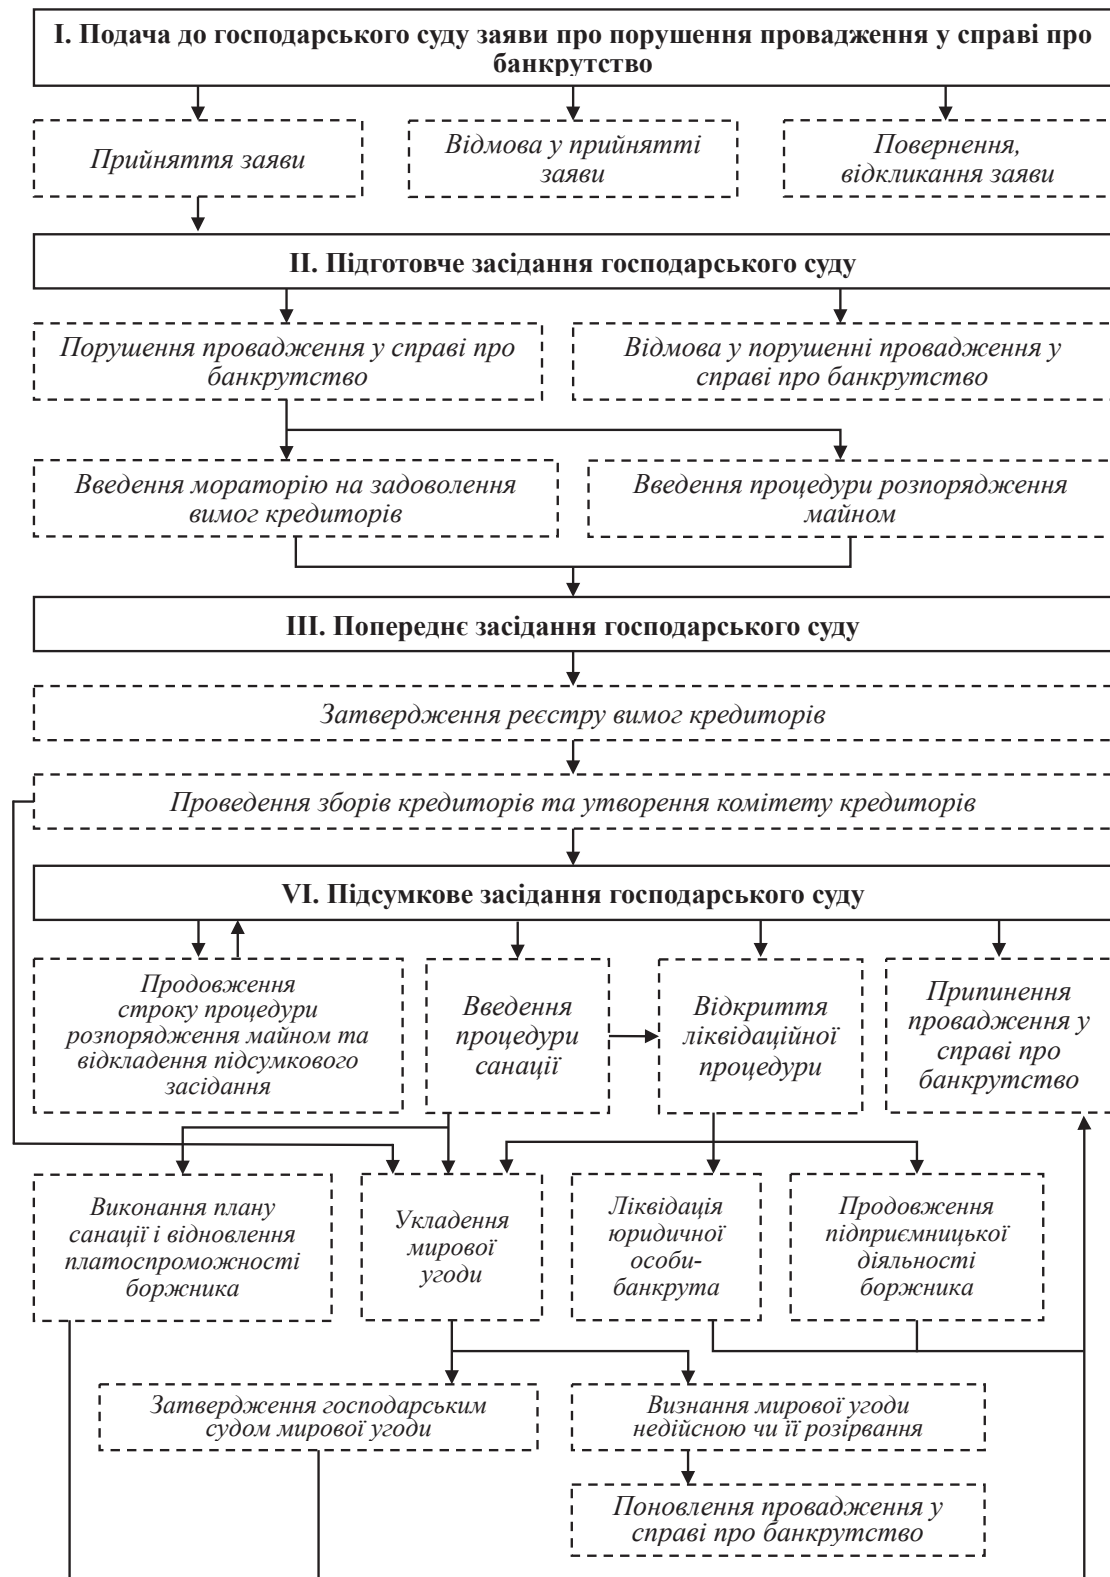 I. Подача до господарського суду заяви про порушення провадження у справі про
банкрутство
Прийняття заяви
Відмова у прийнятті
заяви
Повернення,
відкликання заяви
II. Підготовче засідання господарського суду
Порушення провадження у справі про
банкрутство
Відмова у порушенні провадження у
справі про банкрутство
Введення мораторію на задоволення
вимог кредиторів
Введення процедури розпорядження
майном
III. Попереднє засідання господарського суду
Затвердження реєстру вимог кредиторів
Проведення зборів кредиторів та утворення комітету кредиторів
VI. Підсумкове засідання господарського суду
Продовження
строку процедури
розпорядження майном та
відкладення підсумкового
засідання
Введення
процедури
санації
Відкриття
ліквідаційної
процедури
Припинення
провадження у
справі про
банкрутство
Виконання плану
санації і відновлення
платоспроможності
боржника
Укладення
мирової
угоди
Ліквідація
юридичної
особи-
банкрута
Продовження
підприємницької
діяльності
боржника
Затвердження господарським
судом мирової угоди
Визнання мирової угоди
недійсною чи її розірвання
Поновлення провадження у
справі про банкрутство